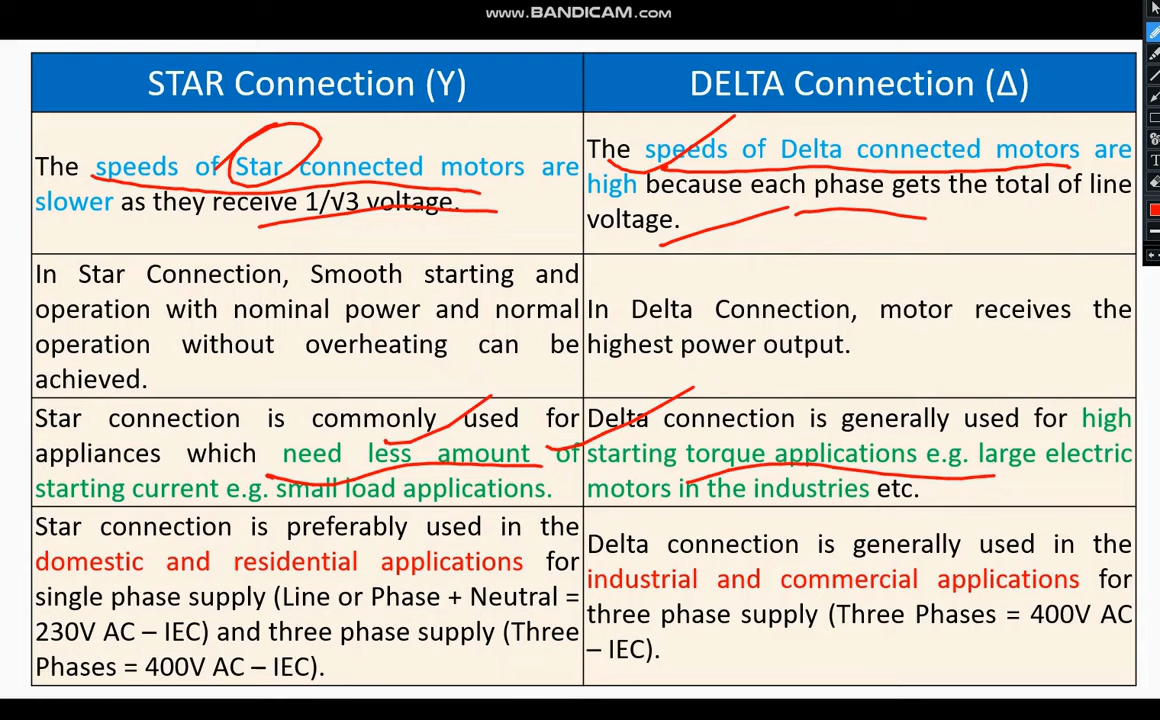 www.BANDICAM.com
STAR Connection (Y)
DELTA Connection (Δ)
The speeds of Star connected motors are
slower as they receive 1/√3 voltage.
The speeds of Delta connected motors are
high because each phase gets the total of line
voltage.
In Star Connection, Smooth starting and
operation with nominal power and normal
operation without overheating can be
achieved.
In Delta Connection, motor receives the
highest power output.
Star connection is commonly used for
appliances which need less amount of
starting current e.g. small load applications.
Delta connection is generally used for high
starting torque applications e.g. large electric
motors in the industries etc.
Star connection is preferably used in the
domestic and residential applications for
single phase supply (Line or Phase + Neutral =
230V AC – IEC) and three phase supply (Three
Phases = 400V AC – IEC).
Delta connection is generally used in the
industrial and commercial applications for
three phase supply (Three Phases = 400V AC
– IEC).